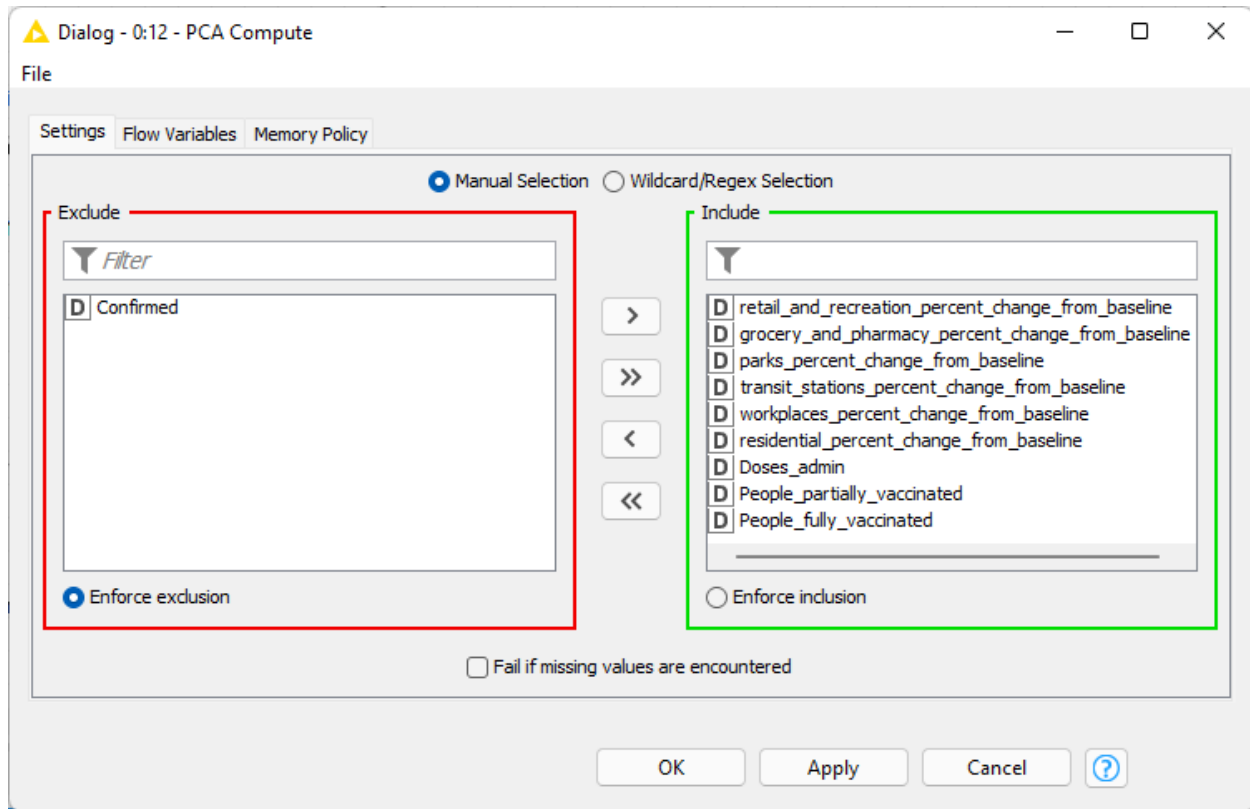 Dialog - 0:12 - PCA Compute
File
Settings Flow Variables Memory Policy
Manual Selection Wildcard/Regex Selection
Exclude
Filter
D Confirmed
Enforce exclusion
> 
>>
<
<<
Include
D retail_and_recreation_percent_change_from_baseline
D grocery_and_pharmacy_percent_change_from_baseline
D parks_percent_change_from_baseline
D transit_stations_percent_change_from_baseline
D workplaces_percent_change_from_baseline
D residential_percent_change_from_baseline
D Doses_admin
D People_partially_vaccinated
D People_fully_vaccinated
Enforce inclusion
Fail if missing values are encountered
OK Apply Cancel ?